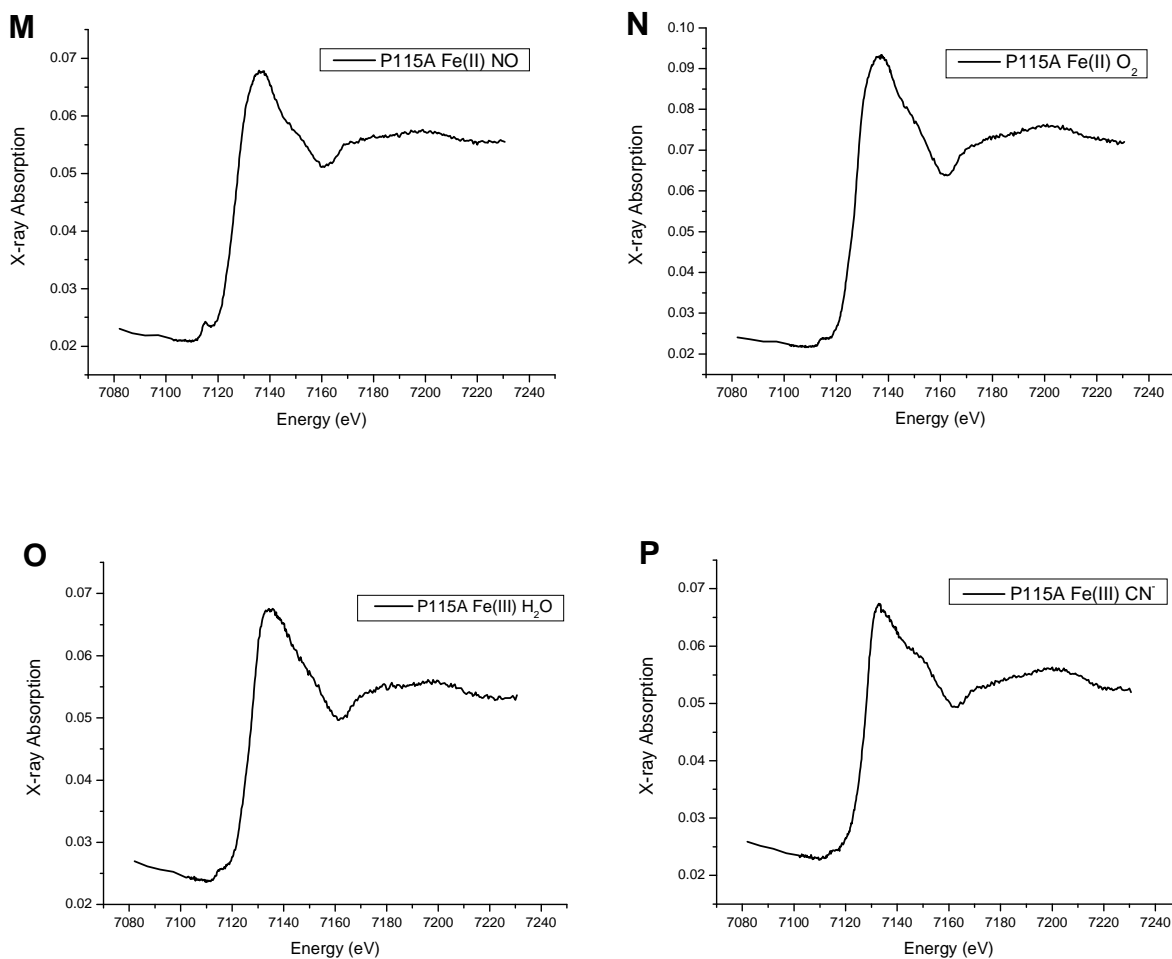 M
P115A Fe(II) NO
0.07
0.06
0.05
0.04
0.03
0.02
X-ray Absorption
7080 7100 7120 7140 7160 7180 7200 7220 7240
Energy (eV)
N
P115A Fe(II) O₂
0.10
0.09
0.08
0.07
0.06
0.05
0.04
0.03
0.02
X-ray Absorption
7080 7100 7120 7140 7160 7180 7200 7220 7240
Energy (eV)
O
P115A Fe(III) H₂O
0.07
0.06
0.05
0.04
0.03
0.02
X-ray Absorption
7080 7100 7120 7140 7160 7180 7200 7220 7240
Energy (eV)
P
P115A Fe(III) CN⁻
0.07
0.06
0.05
0.04
0.03
0.02
X-ray Absorption
7080 7100 7120 7140 7160 7180 7200 7220 7240
Energy (eV)